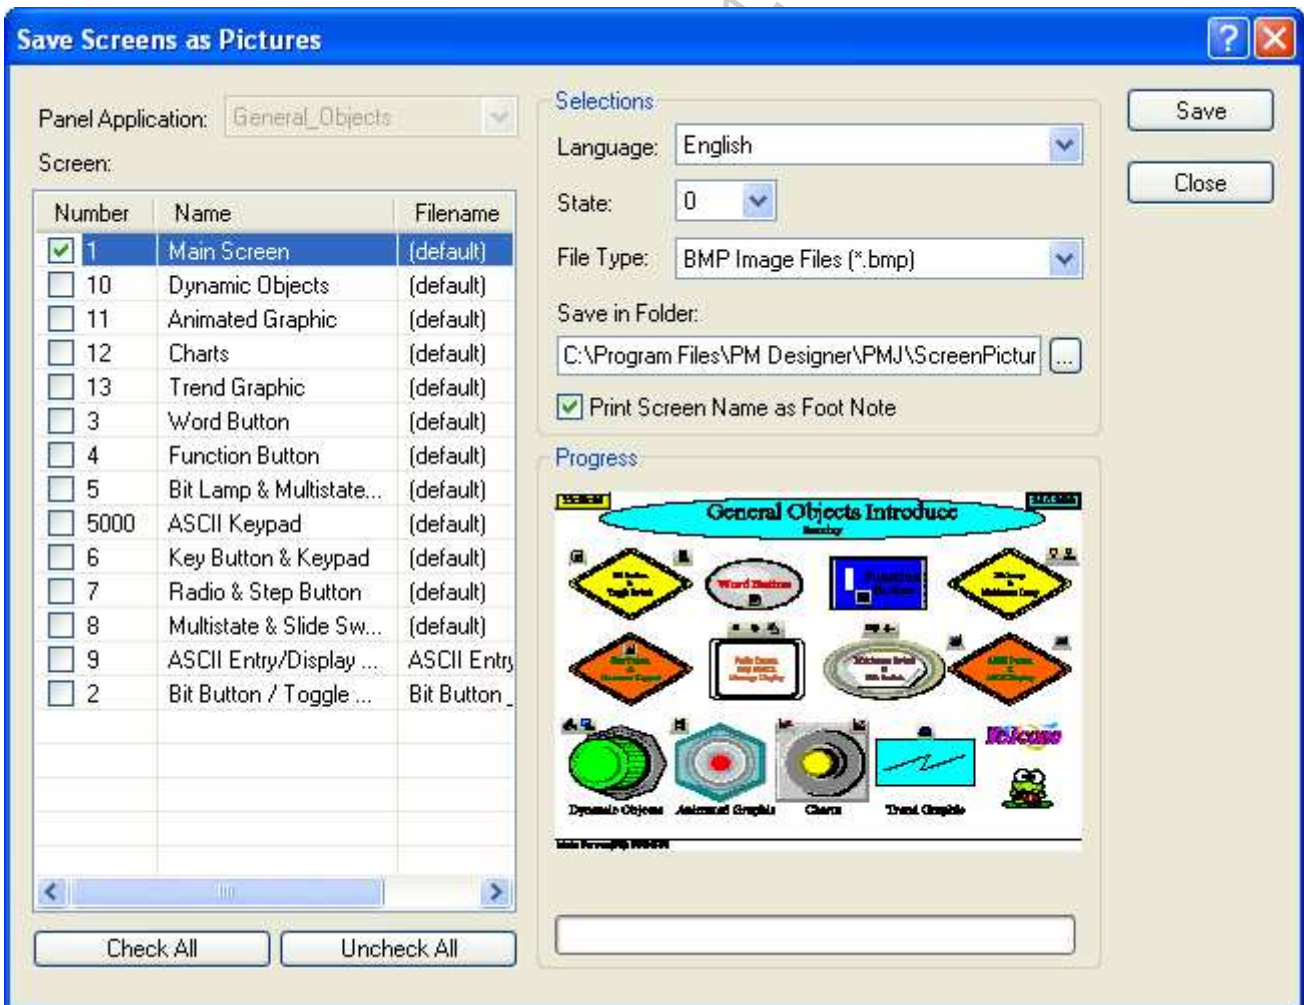 Save Screens as Pictures
Panel Application: General_Objects
Screen:
Number Name Filename
1 Main Screen (default)
10 Dynamic Objects (default)
11 Animated Graphic (default)
12 Charts (default)
13 Trend Graphic (default)
3 Word Button (default)
4 Function Button (default)
5 Bit Lamp & Multistate... (default)
5000 ASCII Keypad (default)
6 Key Button & Keypad (default)
7 Radio & Step Button (default)
8 Multistate & Slide Sw... (default)
9 ASCII Entry/Display ... ASCII Entry
2 Bit Button / Toggle ... Bit Button _
Check All Uncheck All
Selections
Language: English
State: 0
File Type: BMP Image Files (*.bmp)
Save in Folder:
C:\Program Files\PM Designer\PMJ\ScreenPictur ...
Print Screen Name as Foot Note
Progress
General Objects Introduce
Word Button
Function
Welcome
Dynamic Objects Animated Graphic Charts Trend Graphic
Save
Close